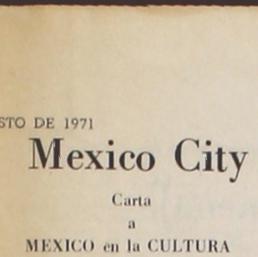 STO DE 1971
Mexico City
Carta
a
MEXICO en la CULTURA